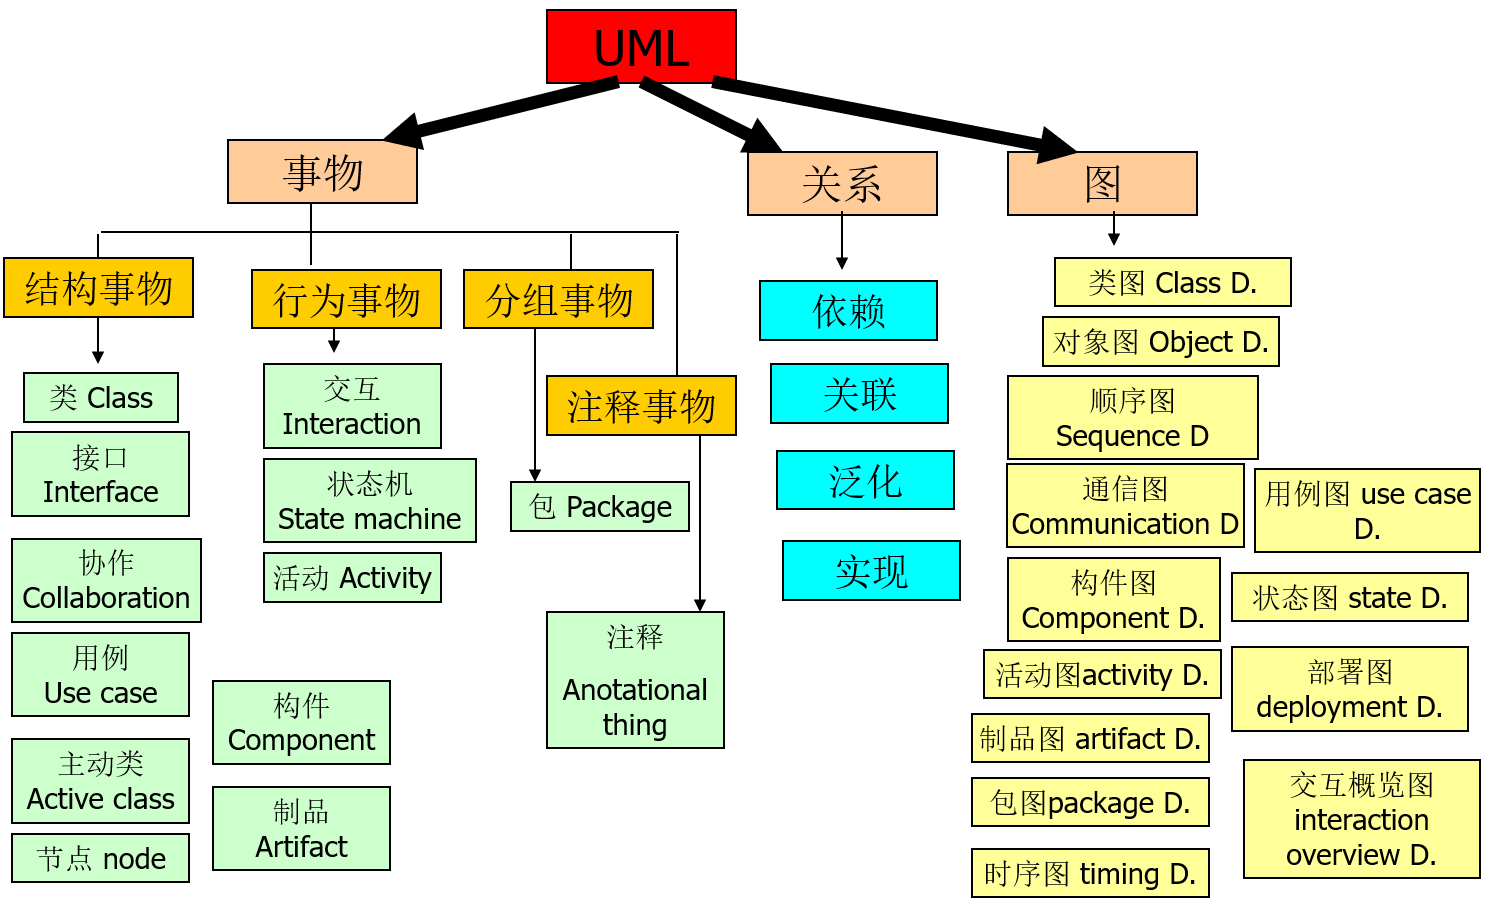 UML
事物
关系
图
结构事物
行为事物
分组事物
注释事物
类 Class
接口
Interface
协作
Collaboration
用例
Use case
主动类
Active class
节点 node
构件
Component
制品
Artifact
交互
Interaction
状态机
State machine
活动 Activity
包 Package
注释
Anotational
thing
依赖
关联
泛化
实现
类图 Class D.
对象图 Object D.
顺序图
Sequence D
通信图
Communication D
用例图 use case
D.
构件图
Component D.
状态图 state D.
活动图activity D.
部署图
deployment D.
制品图 artifact D.
包图package D.
交互概览图
interaction
overview D.
时序图 timing D.